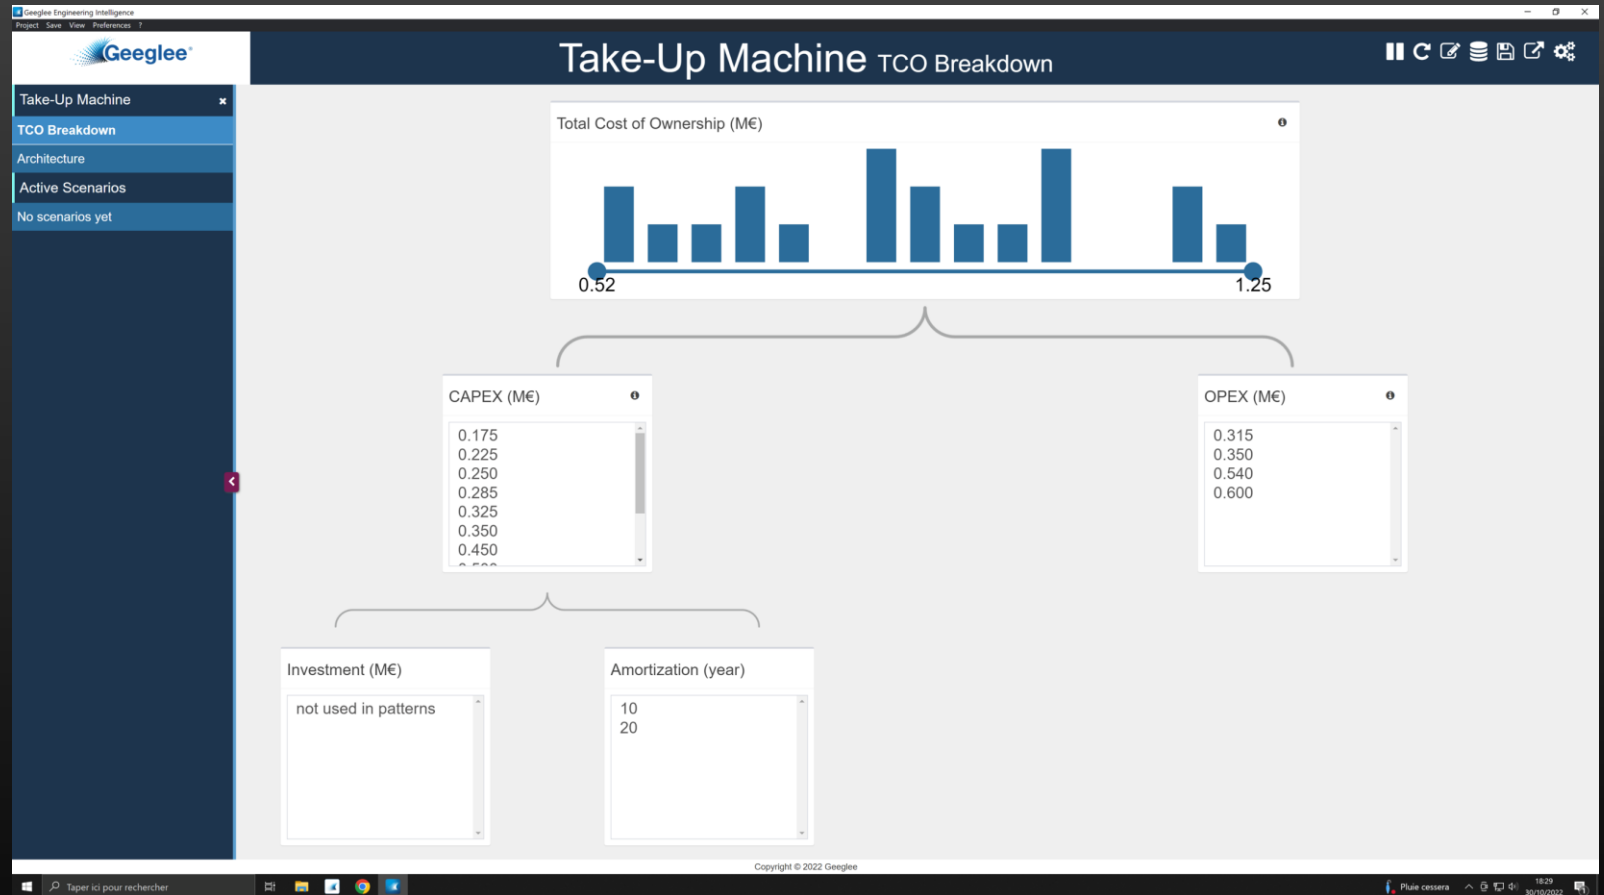 Geeglee Engineering Intelligence
Project Save View Preferences ?
Geeglee®
Take-Up Machine TCO Breakdown
Take-Up Machine
TCO Breakdown
Architecture
Active Scenarios
No scenarios yet
Total Cost of Ownership (M€)
0.52
1.25
CAPEX (M€)
0.175
0.225
0.250
0.285
0.325
0.350
0.450
OPEX (M€)
0.315
0.350
0.540
0.600
Investment (M€)
not used in patterns
Amortization (year)
10
20
Copyright © 2022 Geeglee
Taper ici pour rechercher
Pluie cessera
18:29
30/10/2022